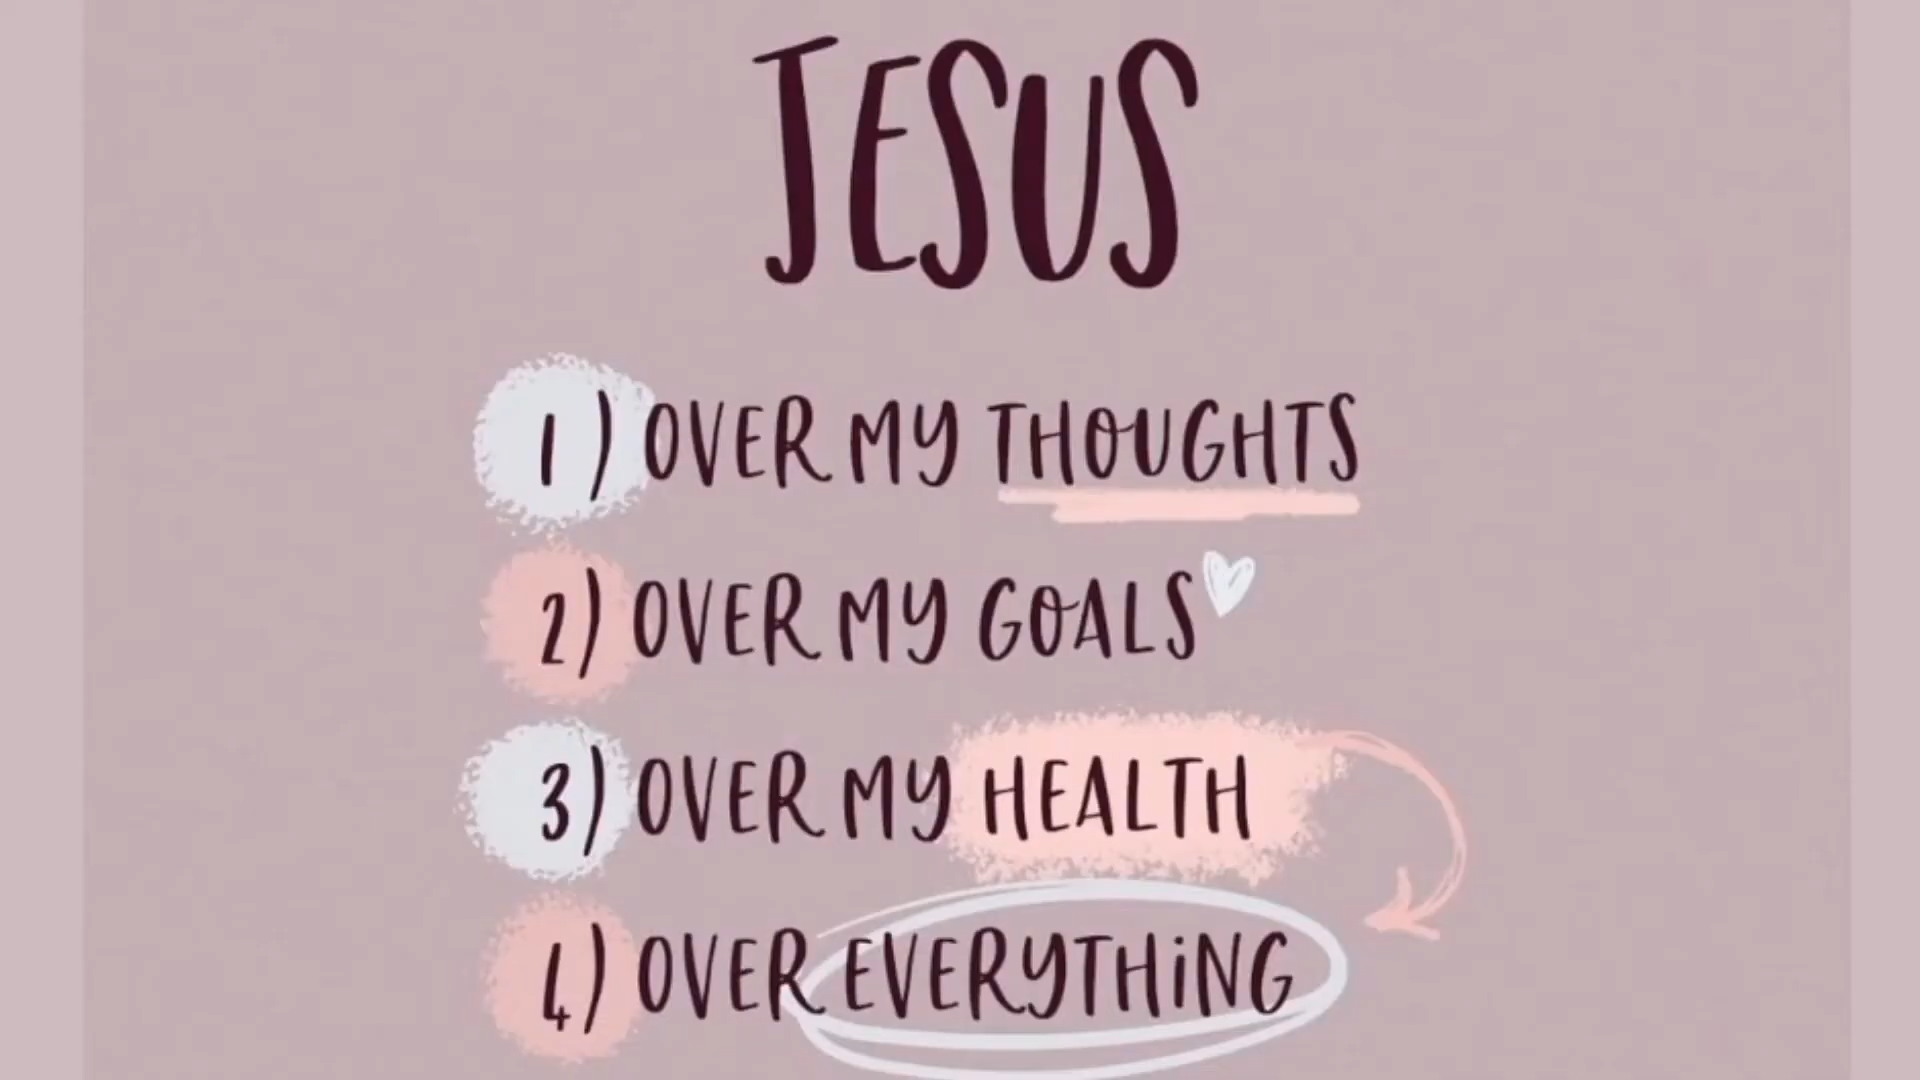 JESUS
1) OVER MY THOUGHTS
2) OVER MY GOALS
3) OVER MY HEALTH
4) OVER EVERYTHiNG